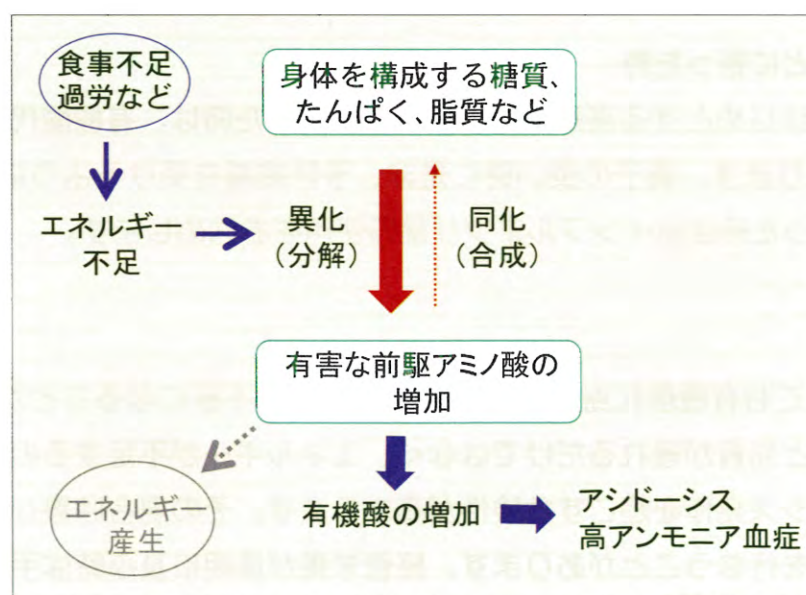 食事不足
過労など
身体を構成する糖質、
たんぱく、脂質など
エネルギー
不足
異化
(分解)
同化
(合成)
有害な前駆アミノ酸の
増加
エネルギ
産生
有機酸の増加
アシドーシス
高アンモニア血症